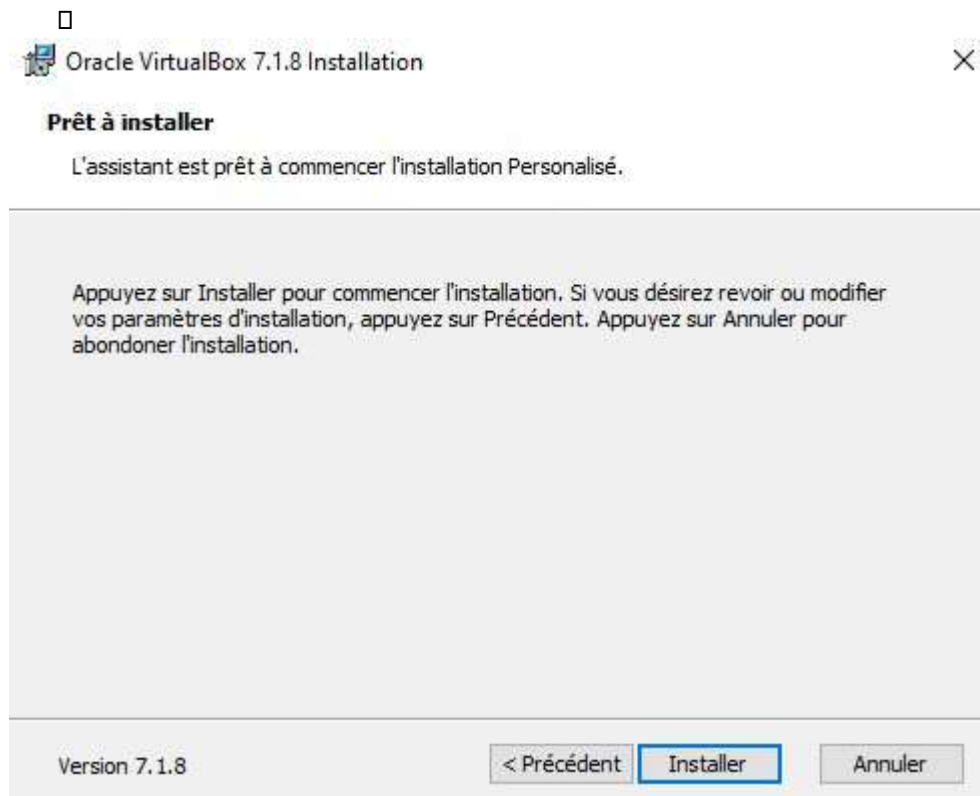 Oracle VirtualBox 7.1.8 Installation
Prêt à installer
L'assistant est prêt à commencer l'installation Personalisé.
Appuyez sur Installer pour commencer l'installation. Si vous désirez revoir ou modifier
vos paramètres d'installation, appuyez sur Précédent. Appuyez sur Annuler pour
abondoner l'installation.
Version 7.1.8
< Précédent
Installer
Annuler